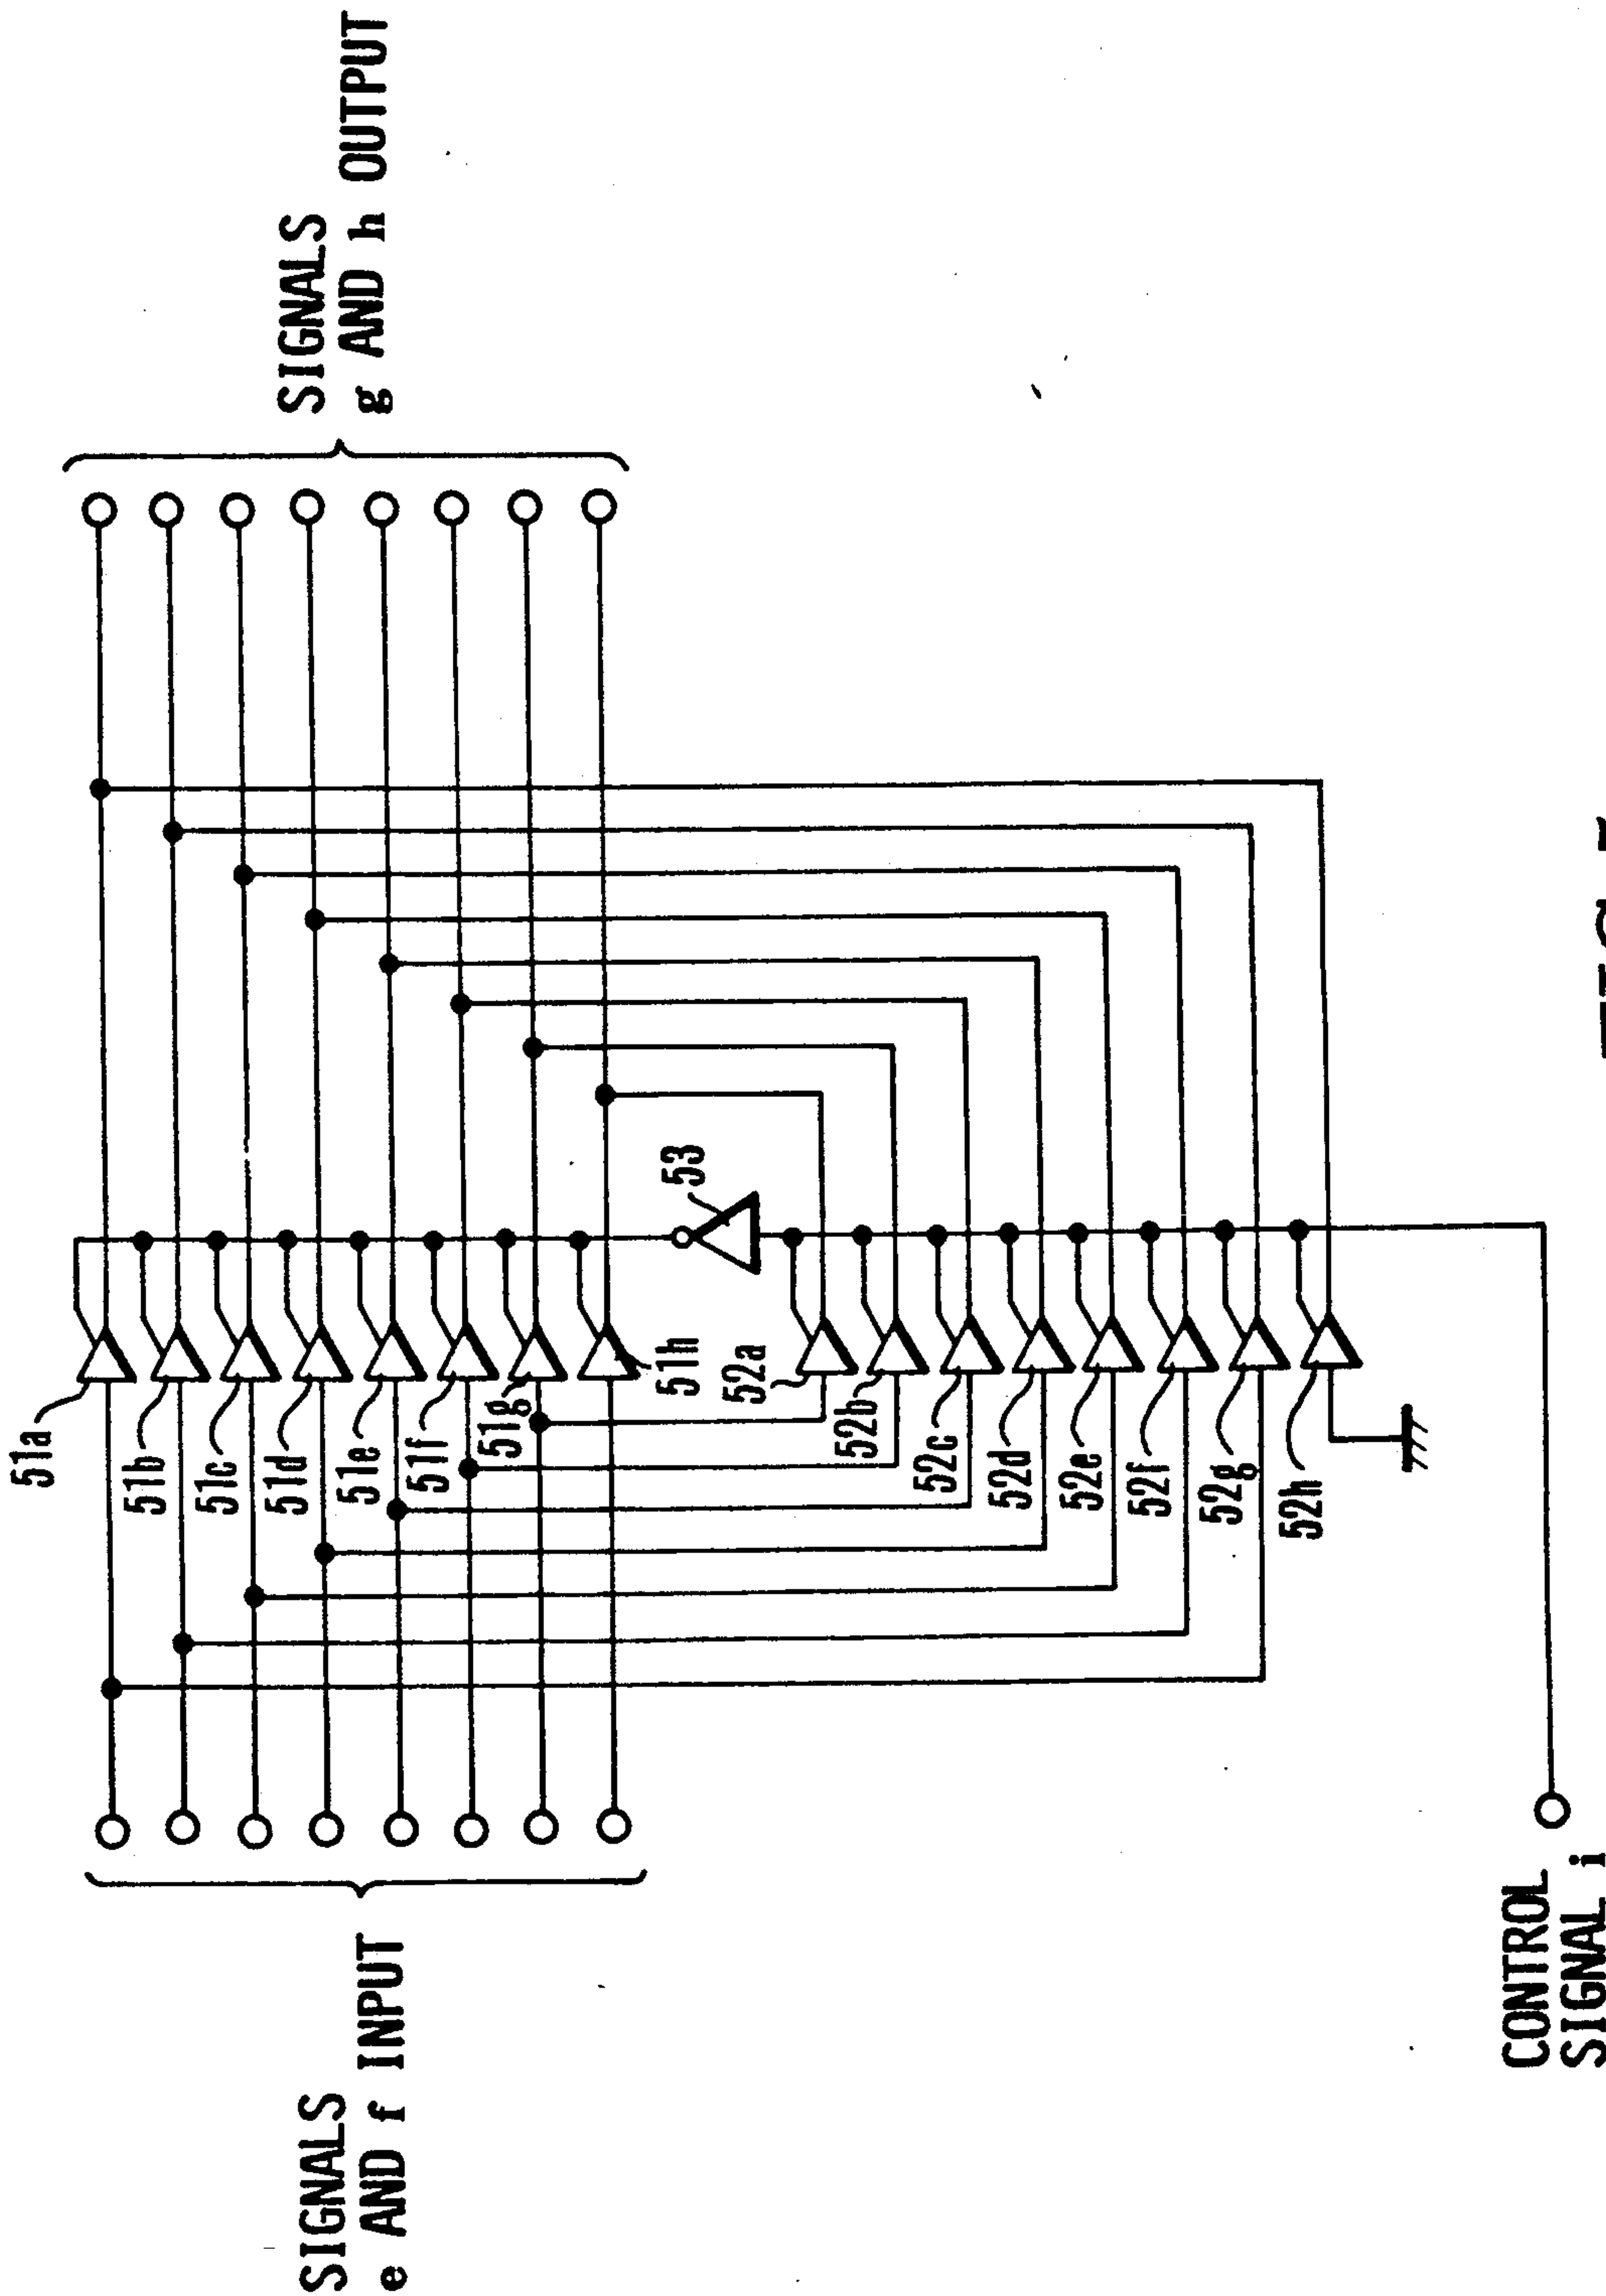 SIGNALS
e AND f INPUT
SIGNALS
g AND h OUTPUT
51a
51b
51c
51d
51e
51f
51g
51h
53
52a
52b
52c
52d
52e
52f
52g
52h
CONTROL
SIGNAL i